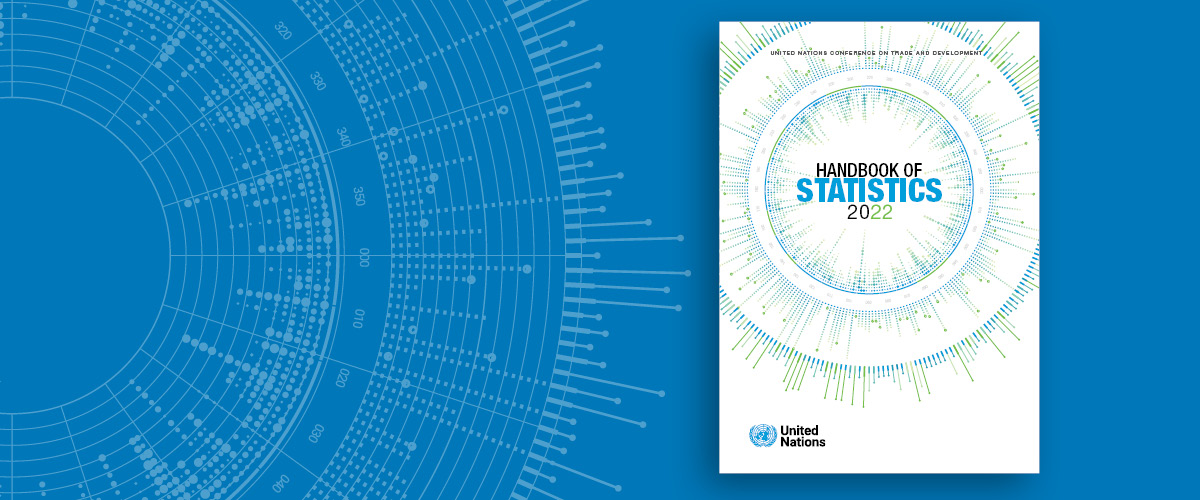 320
330
340
350
000
010
020
030
040
UNITED NATIONS CONFERENCE ON TRADE AND DEVELOPMENT
HANDBOOK OF
STATISTICS
2022
United
Nations